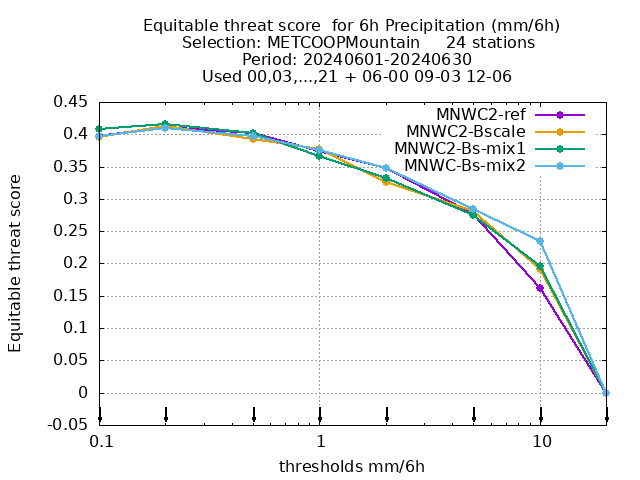 Equitable threat score  for 6h Precipitation (mm/6h)
Selection: METCOOPMountain     24 stations
Period: 20240601-20240630
Used 00,03,...,21 + 06-00 09-03 12-06
MNWC2-ref
MNWC2-Bscale
MNWC2-Bs-mix1
MNWC-Bs-mix2
Equitable threat score
0.45
0.4
0.35
0.3
0.25
0.2
0.15
0.1
0.05
0
-0.05
0.1
1
10
thresholds mm/6h